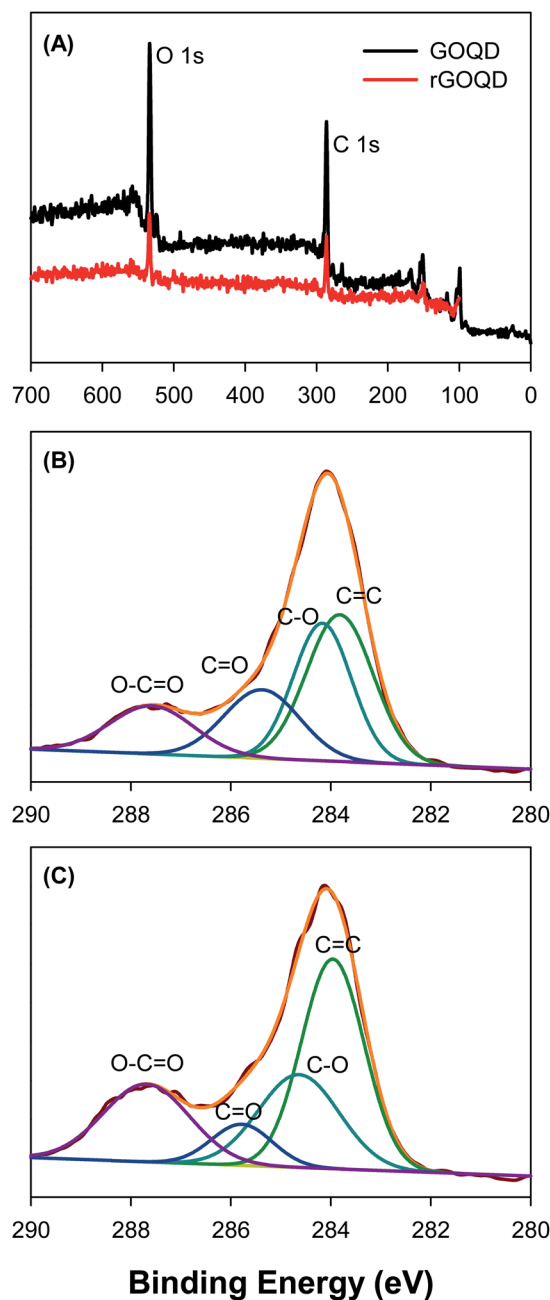 (A)
O 1s
C 1s
GOQD
rGOQD
700 600 500 400 300 200 100 0
(B)
O-C=O
C=O
C-O
C=C
290 288 286 284 282 280
(C)
O-C=O
C=O
C-O
C=C
290 288 286 284 282 280
Binding Energy (eV)